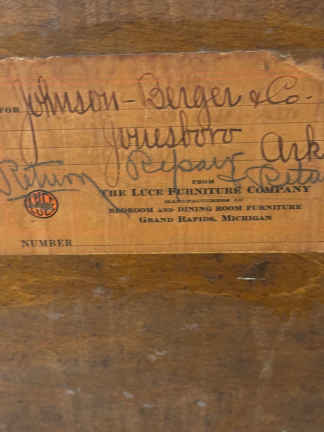 FOR Johnson-Berger & Co.
Jonesboro Ark
Return Repair &
FROM
THE LUCE FURNITURE COMPANY
MANUFACTURERS OF
BEDROOM AND DINING ROOM FURNITURE
GRAND RAPIDS, MICHIGAN
LUCE
NUMBER